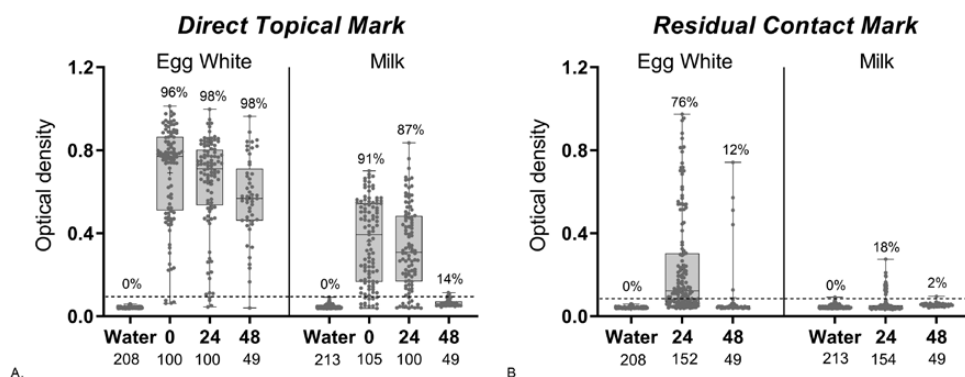 Direct Topical Mark
Egg White Milk
Optical density
1.2
0.8
0.4
0.0
96% 98% 98%
0%
91% 87%
0% 14%
Water 0 24 48 Water 0 24 48
208 100 100 49 213 105 100 49
A.
Residual Contact Mark
Egg White Milk
Optical density
1.2
0.8
0.4
0.0
76%
12%
0%
18%
0% 2%
Water 24 48 Water 24 48
208 152 49 213 154 49
B